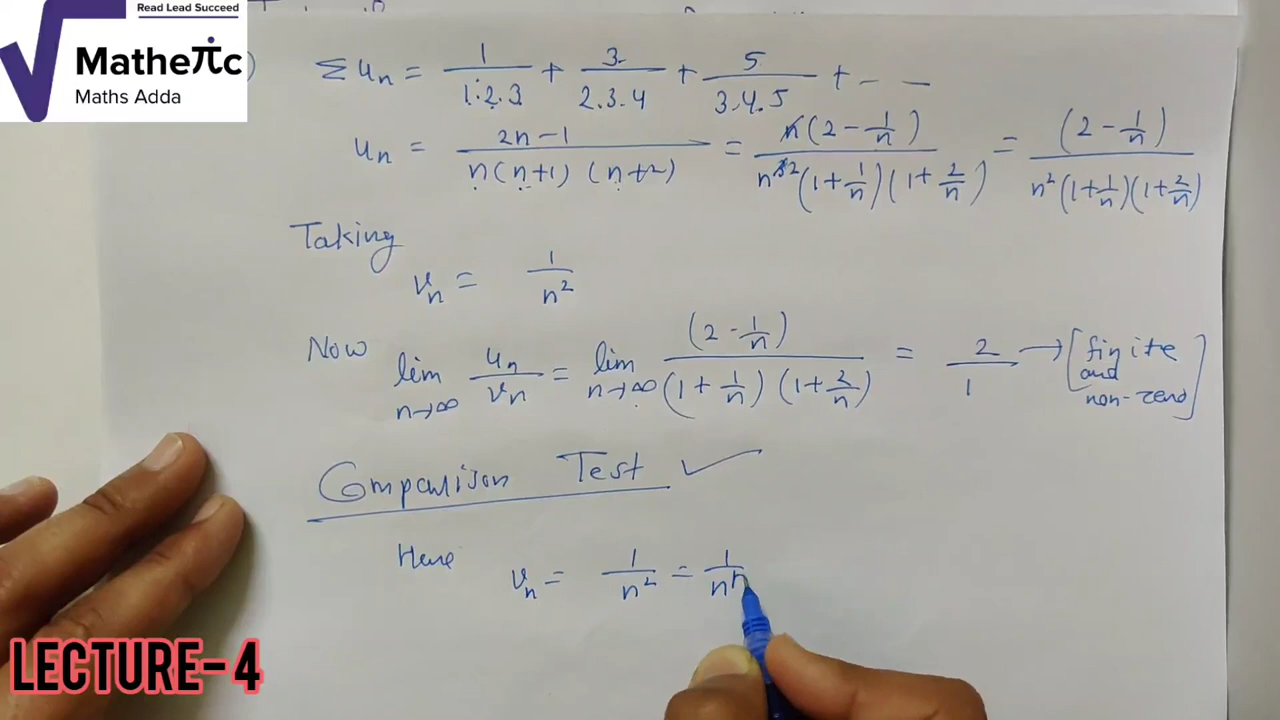 Read Lead Succeed
Matheπc
Maths Adda
Σ uₙ = 1/1.2.3 + 3/2.3.4 + 5/3.4.5 + - -
uₙ = 2n-1/n(n+1)(n+2) = n(2 - 1/n)/n³²(1+1/n)(1+2/n) = (2 - 1/n)/n²(1+1/n)(1+2/n)
Taking
vₙ = 1/n²
Now lim n→∞ uₙ/vₙ = lim n→∞ (2 - 1/n)/(1 + 1/n)(1 + 2/n) = 2/1 → [finite and non-zero]
Comparison Test ✓
Here vₙ = 1/n² = 1/n^p
LECTURE-4